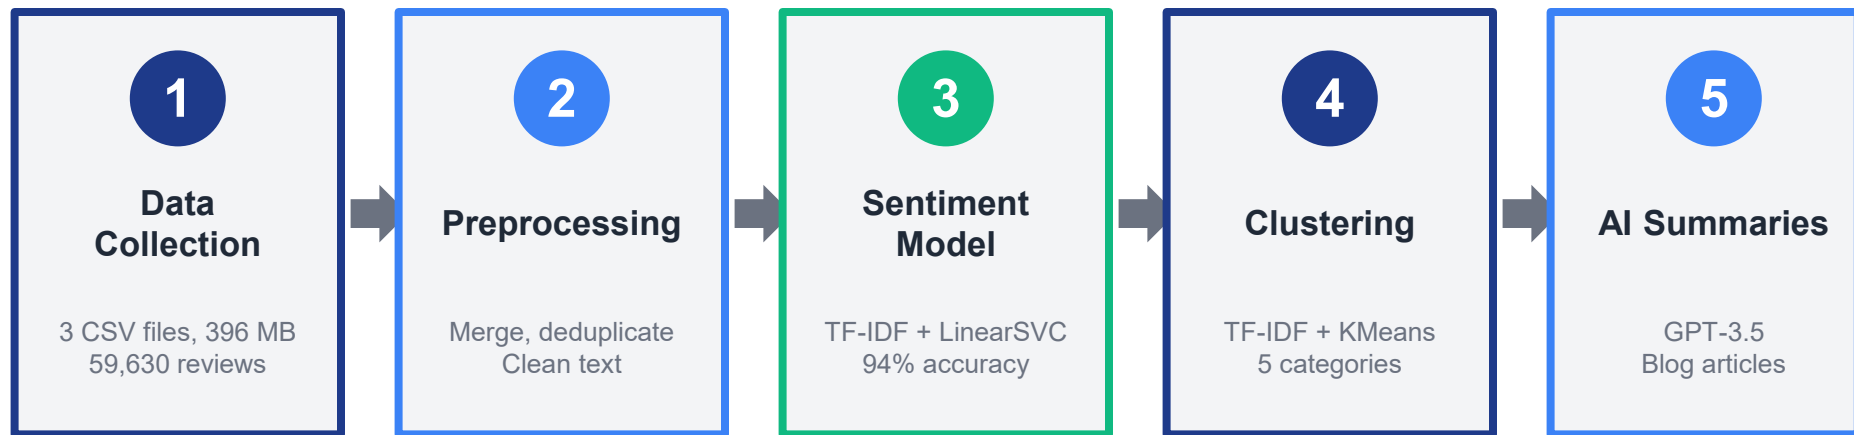 1
Data
Collection
3 CSV files, 396 MB
59,630 reviews
2
Preprocessing
Merge, deduplicate
Clean text
3
Sentiment
Model
TF-IDF + LinearSVC
94% accuracy
4
Clustering
TF-IDF + KMeans
5 categories
5
AI Summaries
GPT-3.5
Blog articles